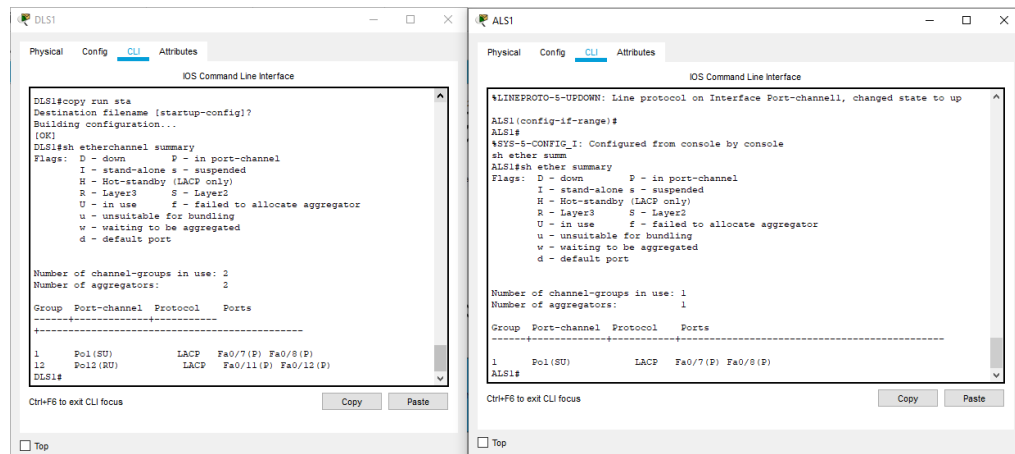 DLS1
Physical Config CLI Attributes
IOS Command Line Interface
DLS1#copy run sta
Destination filename [startup-config]?
Building configuration...
[OK]
DLS1#sh etherchannel summary
Flags:  D - down        P - in port-channel
        I - stand-alone s - suspended
        H - Hot-standby (LACP only)
        R - Layer3      S - Layer2
        U - in use      f - failed to allocate aggregator
        u - unsuitable for bundling
        w - waiting to be aggregated
        d - default port
Number of channel-groups in use: 2
Number of aggregators:           2
Group  Port-channel  Protocol    Ports
------+-------------+-----------
+----------------------------------------------
1      Po1(SU)           LACP   Fa0/7(P) Fa0/8(P)
12     Po12(RU)           LACP   Fa0/11(P) Fa0/12(P)
DLS1#
Ctrl+F6 to exit CLI focus
Copy
Paste
Top
ALS1
Physical Config CLI Attributes
IOS Command Line Interface
%LINEPROTO-5-UPDOWN: Line protocol on Interface Port-channel1, changed state to up
ALS1(config-if-range)#
ALS1#
%SYS-5-CONFIG_I: Configured from console by console
sh ether summ
ALS1#sh ether summary
Flags:  D - down        P - in port-channel
        I - stand-alone s - suspended
        H - Hot-standby (LACP only)
        R - Layer3      S - Layer2
        U - in use      f - failed to allocate aggregator
        u - unsuitable for bundling
        w - waiting to be aggregated
        d - default port
Number of channel-groups in use: 1
Number of aggregators:           1
Group  Port-channel  Protocol    Ports
------+-------------+-----------+----------------------------------------------
1      Po1(SU)           LACP   Fa0/7(P) Fa0/8(P)
ALS1#
Ctrl+F6 to exit CLI focus
Copy
Paste
Top